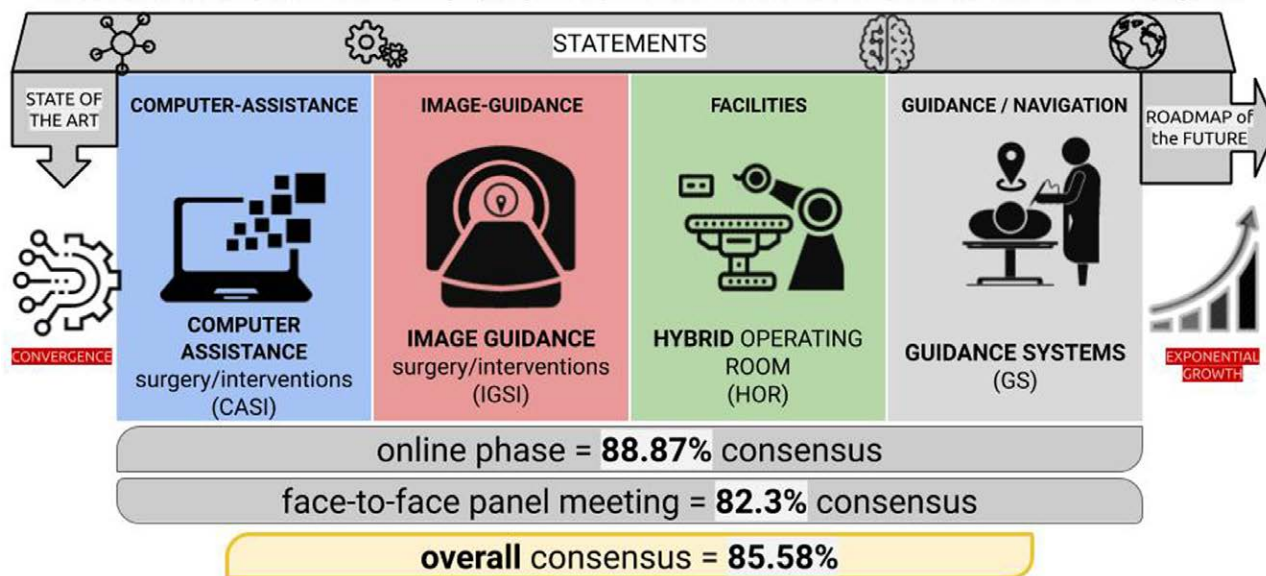 STATEMENTS
STATE OF
THE ART
COMPUTER-ASSISTANCE
IMAGE-GUIDANCE
FACILITIES
GUIDANCE / NAVIGATION
ROADMAP of
the FUTURE
CONVERGENCE
COMPUTER
ASSISTANCE
surgery/interventions
(CASI)
IMAGE GUIDANCE
surgery/interventions
(IGSI)
HYBRID OPERATING
ROOM
(HOR)
GUIDANCE SYSTEMS
(GS)
EXPONENTIAL
GROWTH
online phase = 88.87% consensus
face-to-face panel meeting = 82.3% consensus
overall consensus = 85.58%